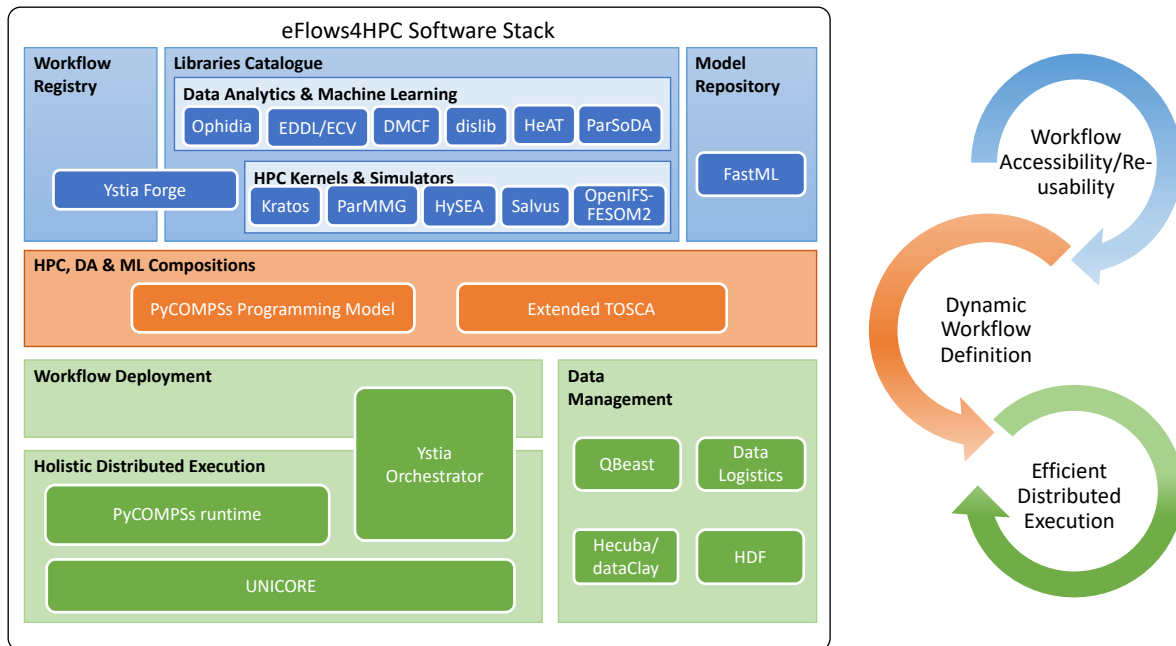 eFlows4HPC Software Stack
Workflow
Registry
Libraries Catalogue
Model
Repository
Data Analytics & Machine Learning
Ophidia
EDDL/ECV
DMCF
dislib
HeAT
ParSoDA
Ystia Forge
HPC Kernels & Simulators
Kratos
ParMMG
HySEA
Salvus
OpenIFS-
FESOM2
FastML
HPC, DA & ML Compositions
PyCOMPSs Programming Model
Extended TOSCA
Workflow Deployment
Ystia
Orchestrator
Holistic Distributed Execution
PyCOMPSs runtime
UNICORE
Data
Management
QBeast
Data
Logistics
Hecuba/
dataClay
HDF
Workflow
Accessibility/Re-
usability
Dynamic
Workflow
Definition
Efficient
Distributed
Execution